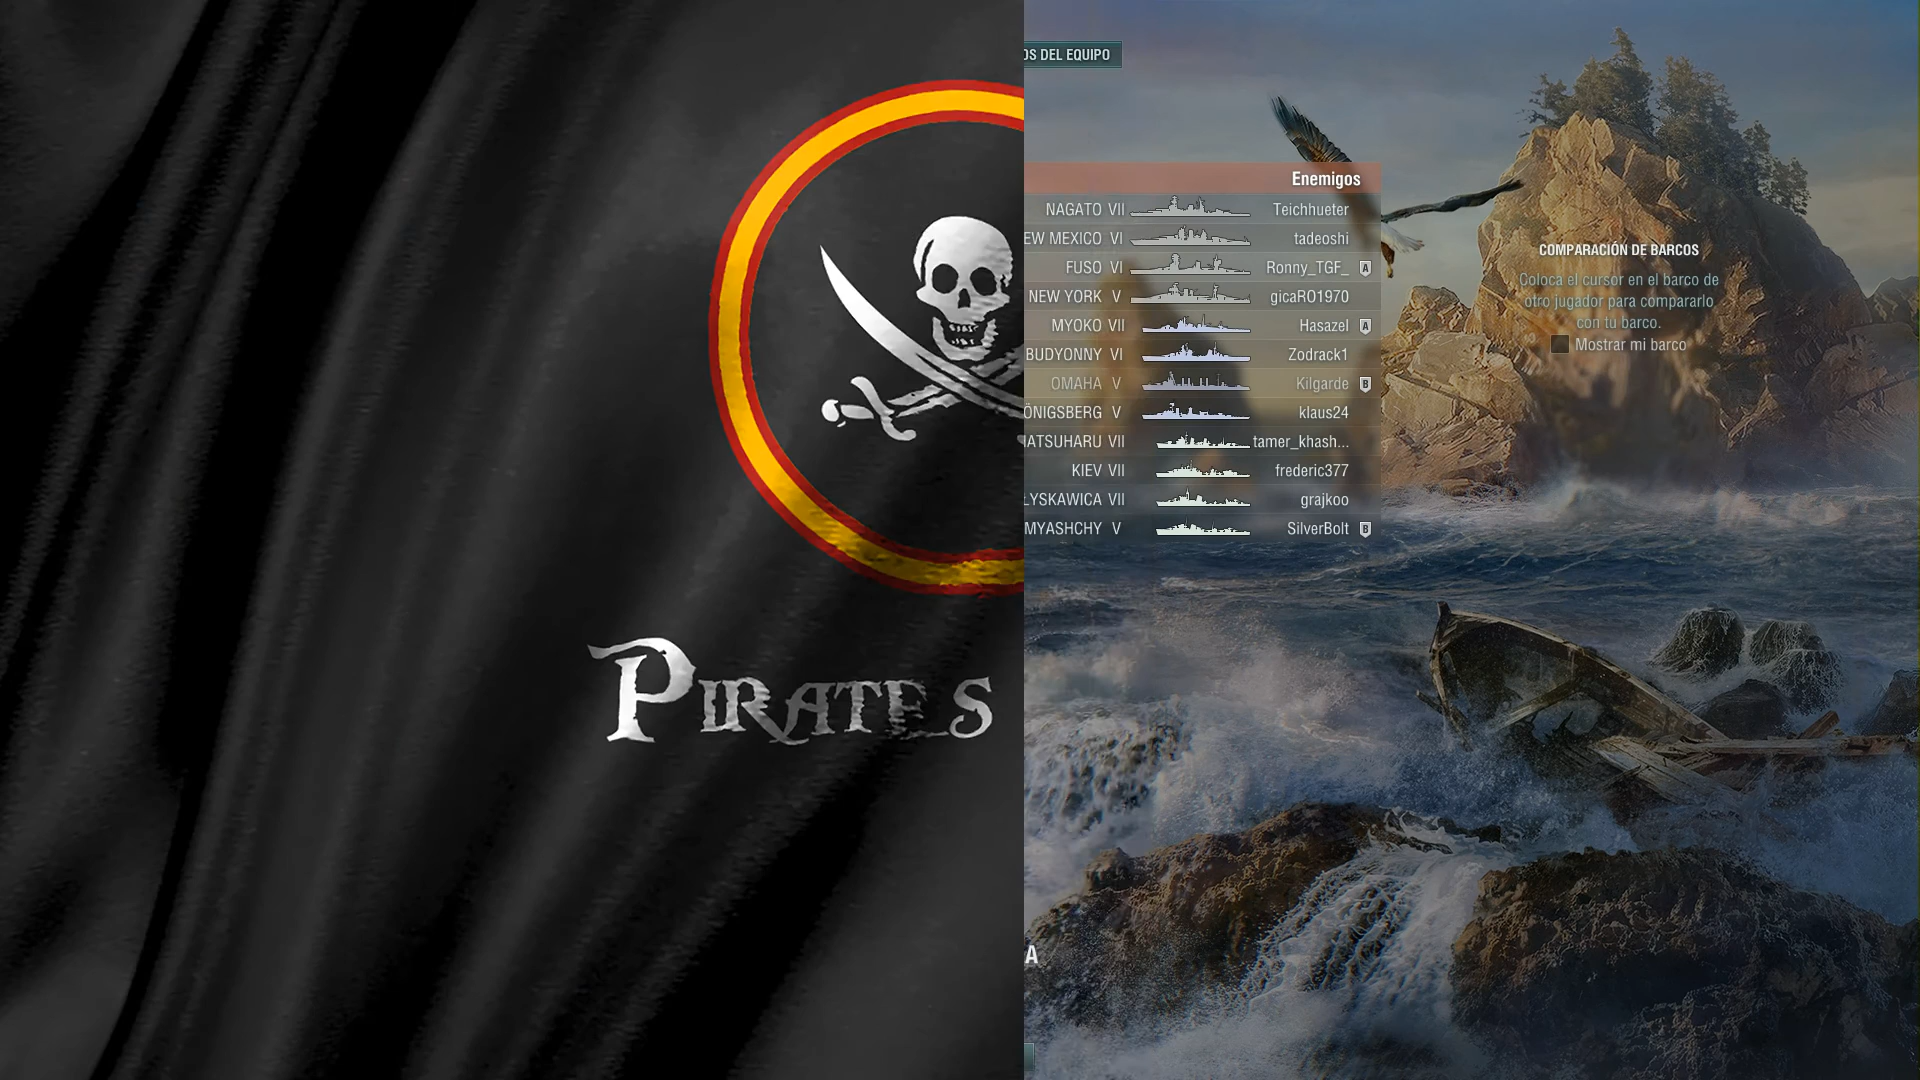 PIRATES
OS DEL EQUIPO
Enemigos
NAGATO VII Teichhueter
EW MEXICO VI tadeoshi
FUSO VI Ronny_TGF_ A
NEW YORK V gicaRO1970
MYOKO VII Hasazel A
BUDYONNY VI Zodrack1
OMAHA V Kilgarde B
ÖNIGSBERG V klaus24
HATSUHARU VII tamer_khash...
KIEV VII frederic377
ŁYSKAWICA VII grajkoo
MYASHCHY V SilverBolt B
COMPARACIÓN DE BARCOS
Coloca el cursor en el barco de
otro jugador para compararlo
con tu barco.
Mostrar mi barco
A